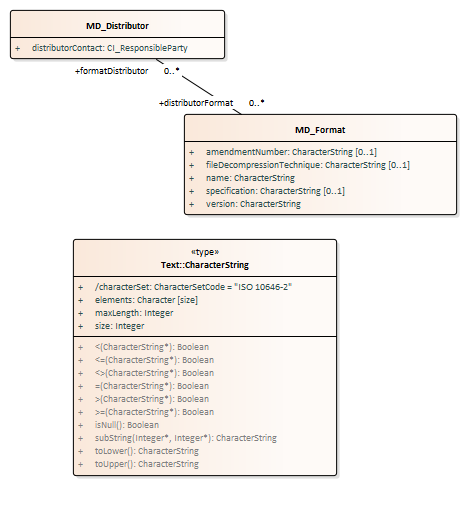 MD_Distributor
+ distributorContact: CI_ResponsibleParty
+formatDistributor 0..*
+distributorFormat 0..*
MD_Format
+ amendmentNumber: CharacterString [0..1]
+ fileDecompressionTechnique: CharacterString [0..1]
+ name: CharacterString
+ specification: CharacterString [0..1]
+ version: CharacterString
«type»
Text::CharacterString
+ /characterSet: CharacterSetCode = "ISO 10646-2"
+ elements: Character [size]
+ maxLength: Integer
+ size: Integer
+ <(CharacterString*): Boolean
+ <=(CharacterString*): Boolean
+ <>(CharacterString*): Boolean
+ =(CharacterString*): Boolean
+ >(CharacterString*): Boolean
+ >=(CharacterString*): Boolean
+ isNull(): Boolean
+ subString(Integer*, Integer*): CharacterString
+ toLower(): CharacterString
+ toUpper(): CharacterString